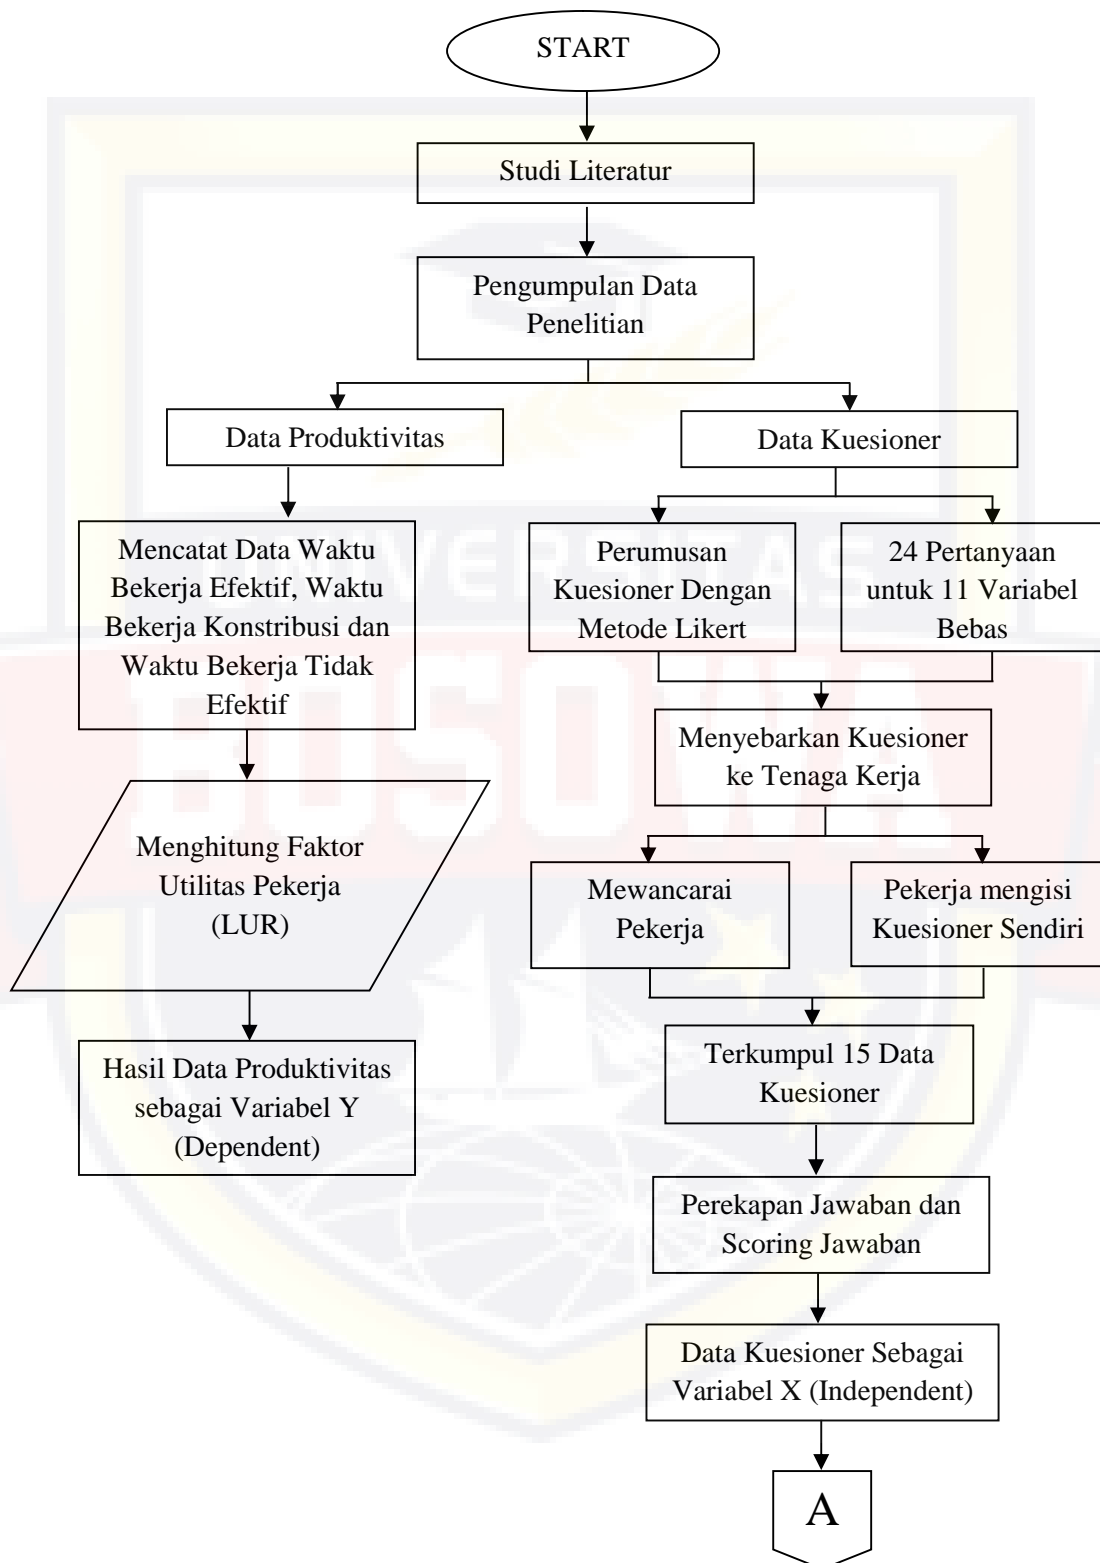 START
Studi Literatur
Pengumpulan Data
Penelitian
Data Produktivitas
Data Kuesioner
Mencatat Data Waktu
Bekerja Efektif, Waktu
Bekerja Konstribusi dan
Waktu Bekerja Tidak
Efektif
Perumusan
Kuesioner Dengan
Metode Likert
24 Pertanyaan
untuk 11 Variabel
Bebas
Menyebarkan Kuesioner
ke Tenaga Kerja
Menghitung Faktor
Utilitas Pekerja
(LUR)
Mewancarai
Pekerja
Pekerja mengisi
Kuesioner Sendiri
Hasil Data Produktivitas
sebagai Variabel Y
(Dependent)
Terkumpul 15 Data
Kuesioner
Perekapan Jawaban dan
Scoring Jawaban
Data Kuesioner Sebagai
Variabel X (Independent)
A
UNIVERSITAS
BOSOWA